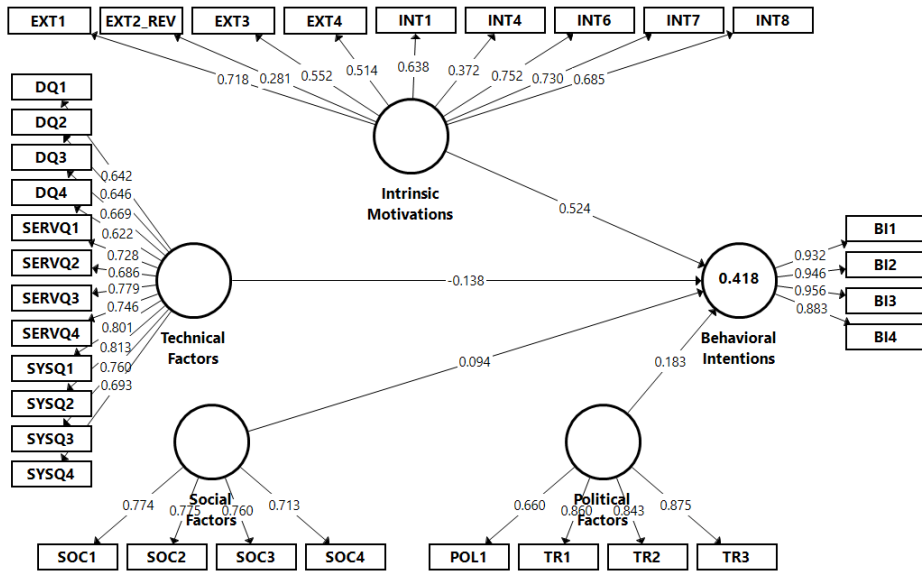 EXT1 EXT2_REV EXT3 EXT4 INT1 INT4 INT6 INT7 INT8
0.718 0.281 0.552 0.514 0.638 0.372 0.752 0.730 0.685
Intrinsic
Motivations
DQ1
DQ2
DQ3
DQ4
SERVQ1
SERVQ2
SERVQ3
SERVQ4
SYSQ1
SYSQ2
SYSQ3
SYSQ4
0.642
0.646
0.669
0.622
0.728
0.686
0.779
0.746
0.801
0.813
0.760
0.693
Technical
Factors
0.524
-0.138
0.094
0.183
0.418
Behavioral
Intentions
0.932
0.946
0.956
0.883
BI1
BI2
BI3
BI4
Social
Factors
0.774 0.775 0.760 0.713
SOC1 SOC2 SOC3 SOC4
Political
Factors
0.660 0.860 0.843 0.875
POL1 TR1 TR2 TR3